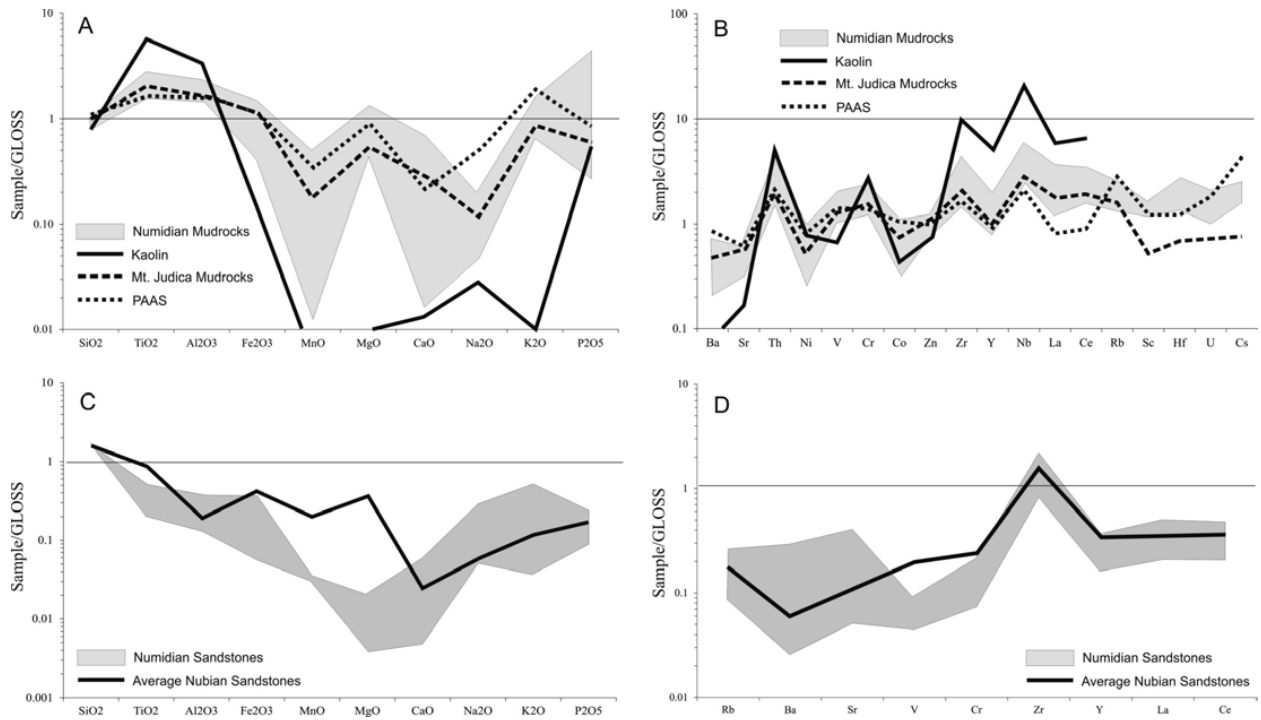 A
Sample/GLOSS
10
1
0.10
0.01
Numidian Mudrocks
Kaolin
Mt. Judica Mudrocks
PAAS
SiO2 TiO2 Al2O3 Fe2O3 MnO MgO CaO Na2O K2O P2O5
B
Sample/GLOSS
100
10
1
0.1
Numidian Mudrocks
Kaolin
Mt. Judica Mudrocks
PAAS
Ba Sr Th Ni V Cr Co Zn Zr Y Nb La Ce Rb Sc Hf U Cs
C
Sample/GLOSS
10
1
0.1
0.01
0.001
Numidian Sandstones
Average Nubian Sandstones
SiO2 TiO2 Al2O3 Fe2O3 MnO MgO CaO Na2O K2O P2O5
D
Sample/GLOSS
10
1
0.1
0.01
Numidian Sandstones
Average Nubian Sandstones
Rb Ba Sr V Cr Zr Y La Ce